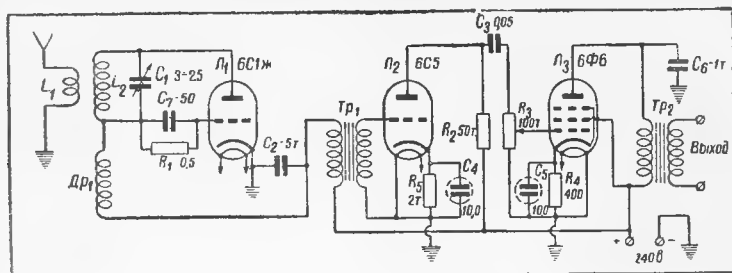 L₁
L₂
C₁ 3÷25
C₇-50
R₁ 0,5
Др₁
Л₁ 6С1ж
C₂-5т
Тр₁
Л₂ 6С5
R₅
2т
C₄
10,0
C₃ 0,05
R₂ 50т.
R₃
100т
Л₃ 6Ф6
C₅
10,0
R₄
400
C₆-1т
Тр₂
Выход
+ 240в -